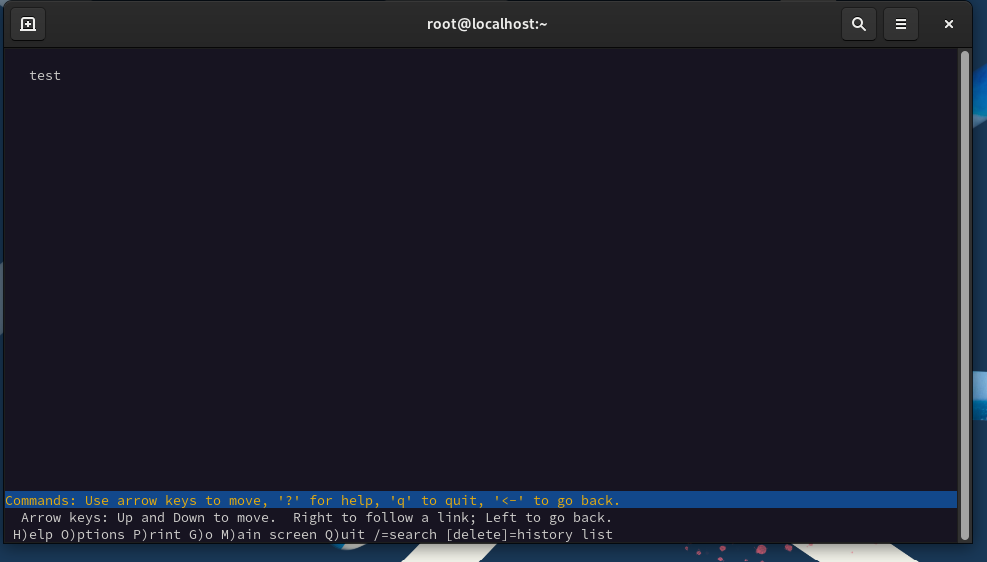 root@localhost:~
test
Commands: Use arrow keys to move, '?' for help, 'q' to quit, '<-' to go back.
Arrow keys: Up and Down to move.  Right to follow a link; Left to go back.
H)elp O)ptions P)rint G)o M)ain screen Q)uit /=search [delete]=history list